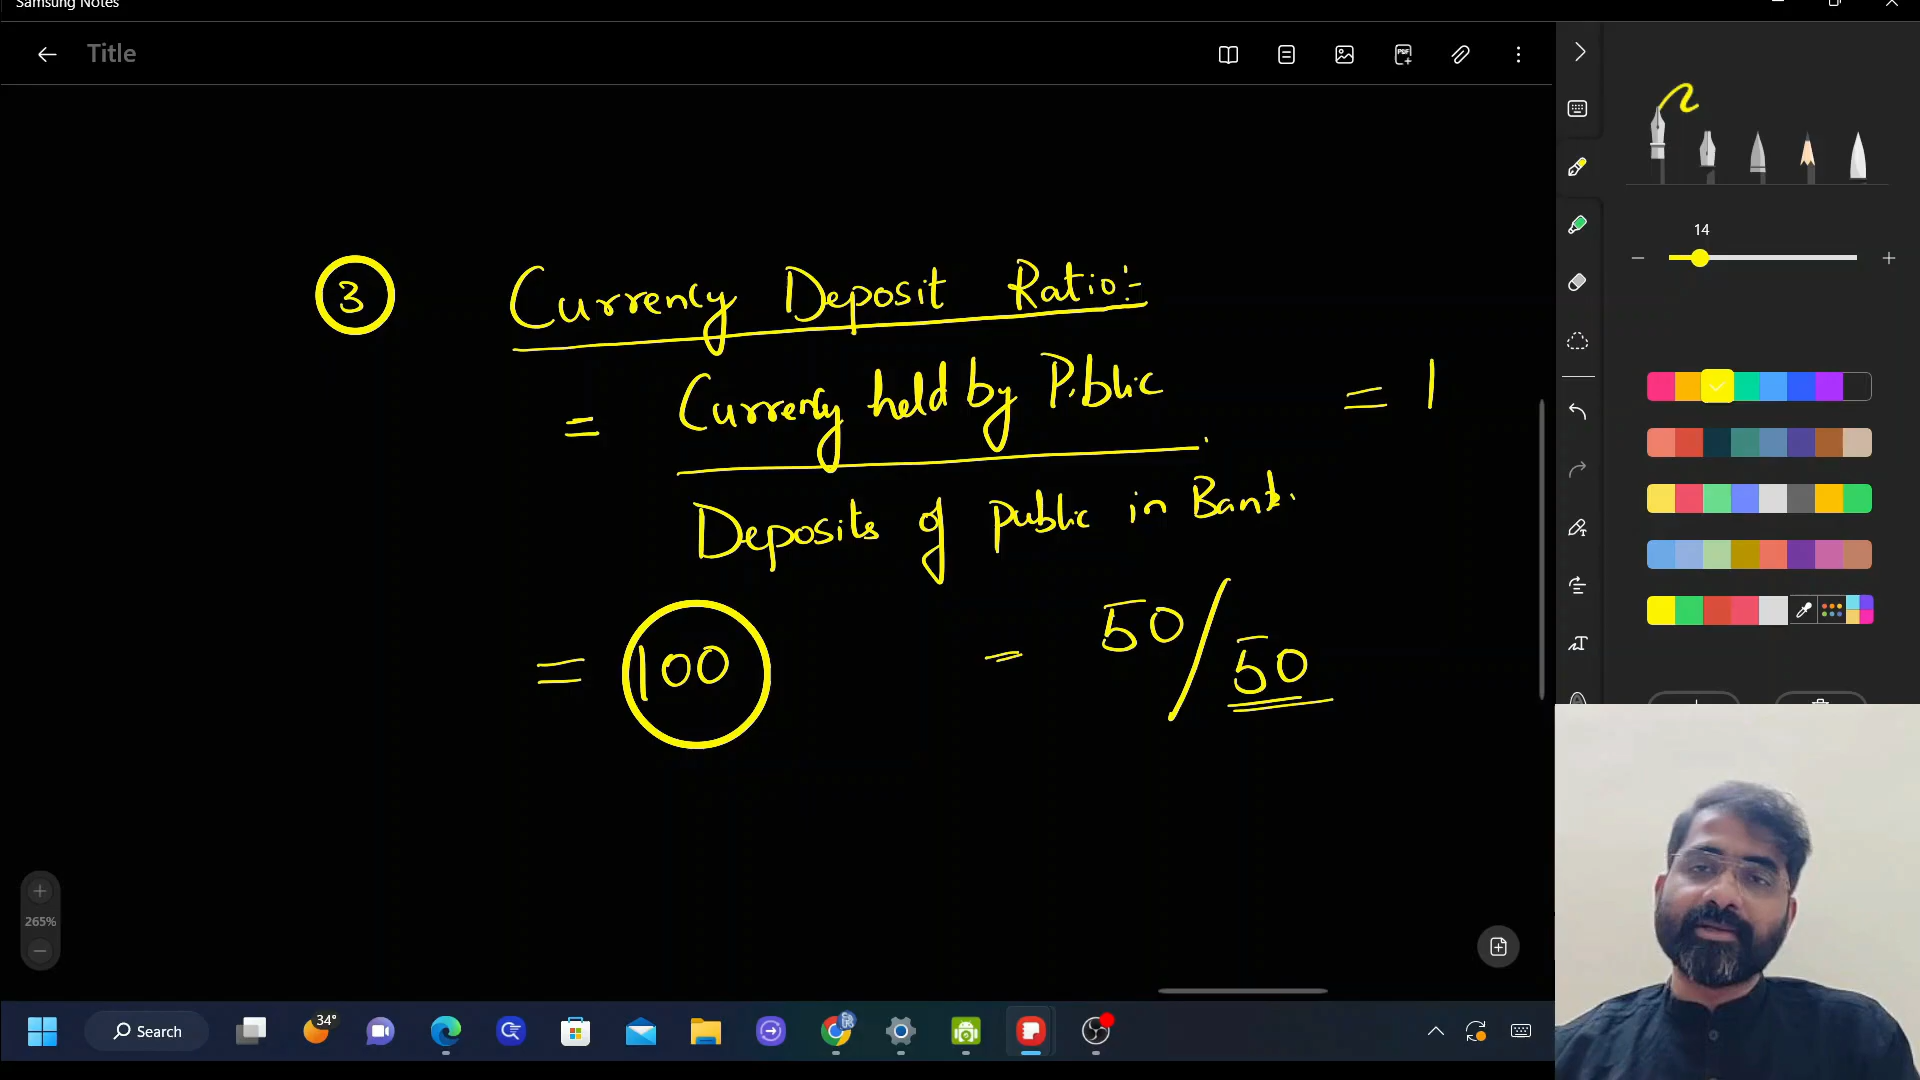 Samsung Notes
Title
14
3
Currency Deposit Ratio:-
= Currency held by Public = 1
Deposits of public in Bank.
= 100 = 50/50
265%
34°
Search